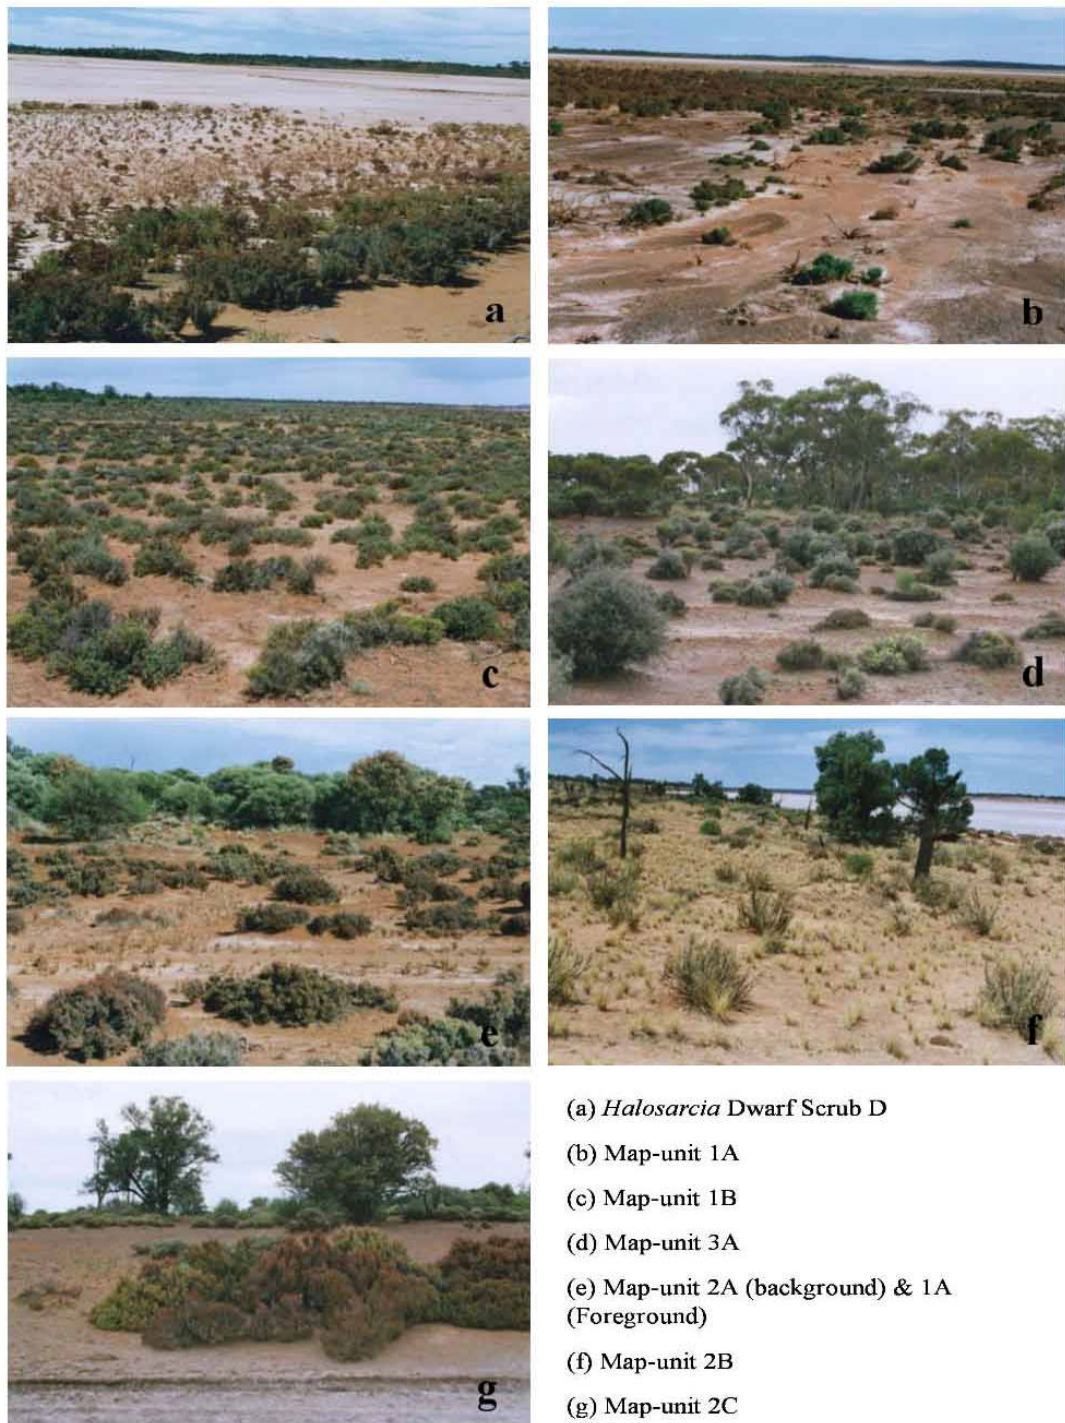 a
b
c
d
e
f
g
(a) Halosarcia Dwarf Scrub D
(b) Map-unit 1A
(c) Map-unit 1B
(d) Map-unit 3A
(e) Map-unit 2A (background) & 1A
(Foreground)
(f) Map-unit 2B
(g) Map-unit 2C